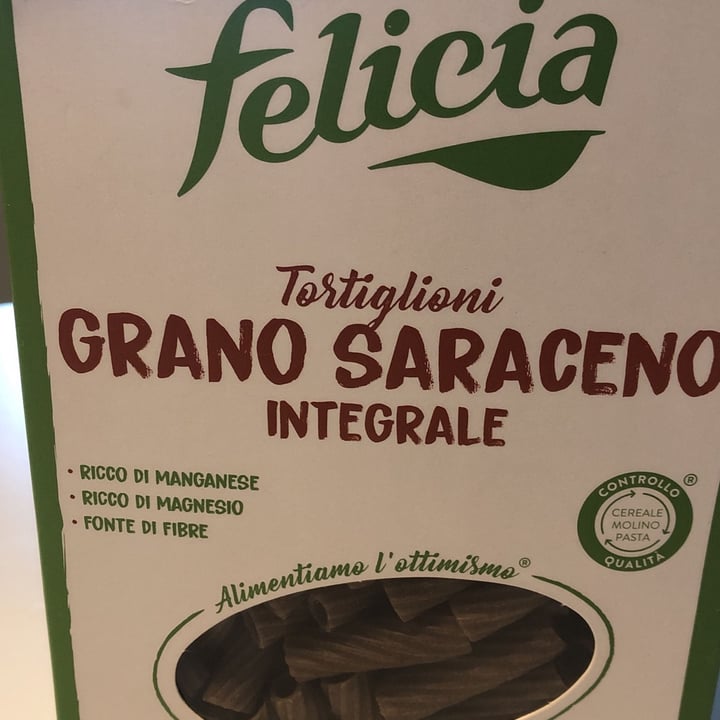 felicia
Tortiglioni
GRANO SARACENO
INTEGRALE
• RICCO DI MANGANESE
• RICCO DI MAGNESIO
• FONTE DI FIBRE
CONTROLLO ®
CEREALE
MOLINO
PASTA
QUALITÀ
Alimentiamo l'ottimismo®